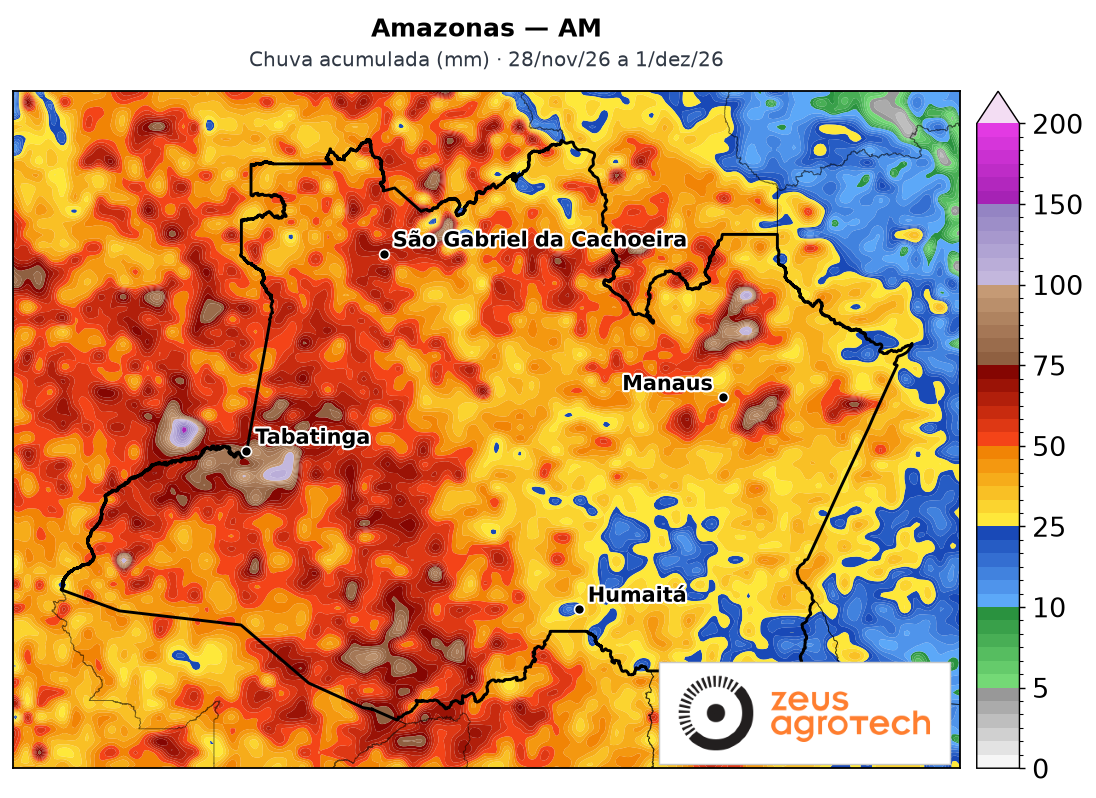 Amazonas — AM
Chuva acumulada (mm) · 28/nov/26 a 1/dez/26
São Gabriel da Cachoeira
Manaus
Tabatinga
Humaitá
200
150
100
75
50
25
10
5
0
zeus
agrotech